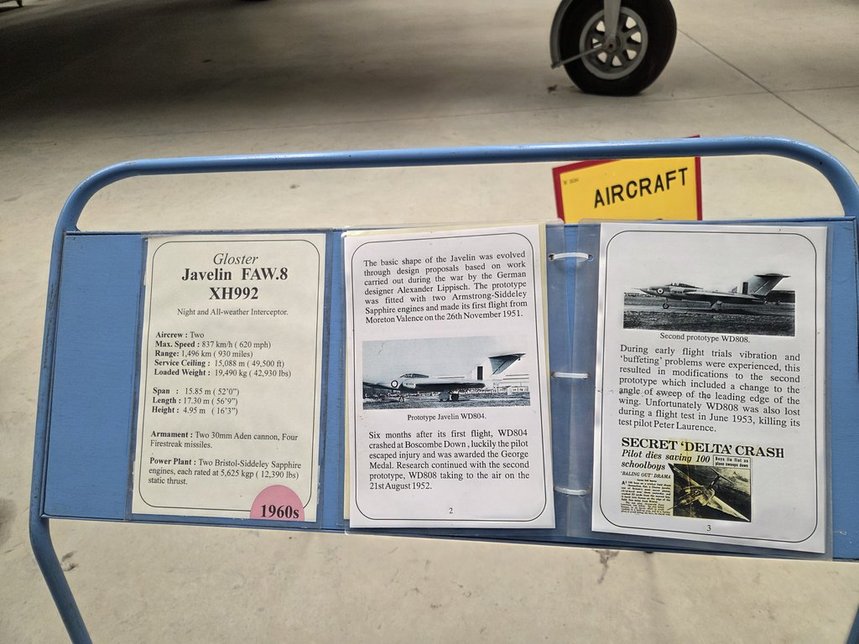 AIRCRAFT
Gloster
Javelin FAW.8
XH992
Night and All-weather Interceptor.
Aircrew : Two
Max. Speed : 837 km/h ( 620 mph)
Range: 1,496 km ( 930 miles)
Service Ceiling : 15,088 m ( 49,500 ft)
Loaded Weight : 19,490 kg ( 42,930 lbs)
Span : 15.85 m ( 52'0")
Length : 17.30 m ( 56'9")
Height : 4.95 m ( 16'3")
Armament : Two 30mm Aden cannon, Four
Firestreak missiles.
Power Plant : Two Bristol-Siddeley Sapphire
engines, each rated at 5,625 kgp ( 12,390 lbs)
static thrust.
1960s
The basic shape of the Javelin was evolved
through design proposals based on work
carried out during the war by the German
designer Alexander Lippisch. The prototype
was fitted with two Armstrong-Siddeley
Sapphire engines and made its first flight from
Moreton Valence on the 26th November 1951.
Prototype Javelin WD804.
Six months after its first flight, WD804
crashed at Boscombe Down , luckily the pilot
escaped injury and was awarded the George
Medal. Research continued with the second
prototype, WD808 taking to the air on the
21st August 1952.
2
Second prototype WD808.
During early flight trials vibration and
'buffeting' problems were experienced, this
resulted in modifications to the second
prototype which included a change to the
angle of sweep of the leading edge of the
wing. Unfortunately WD808 was also lost
during a flight test in June 1953, killing its
test pilot Peter Laurence.
SECRET 'DELTA' CRASH
Pilot dies saving 100
schoolboys
'BALING OUT' DRAMA
3